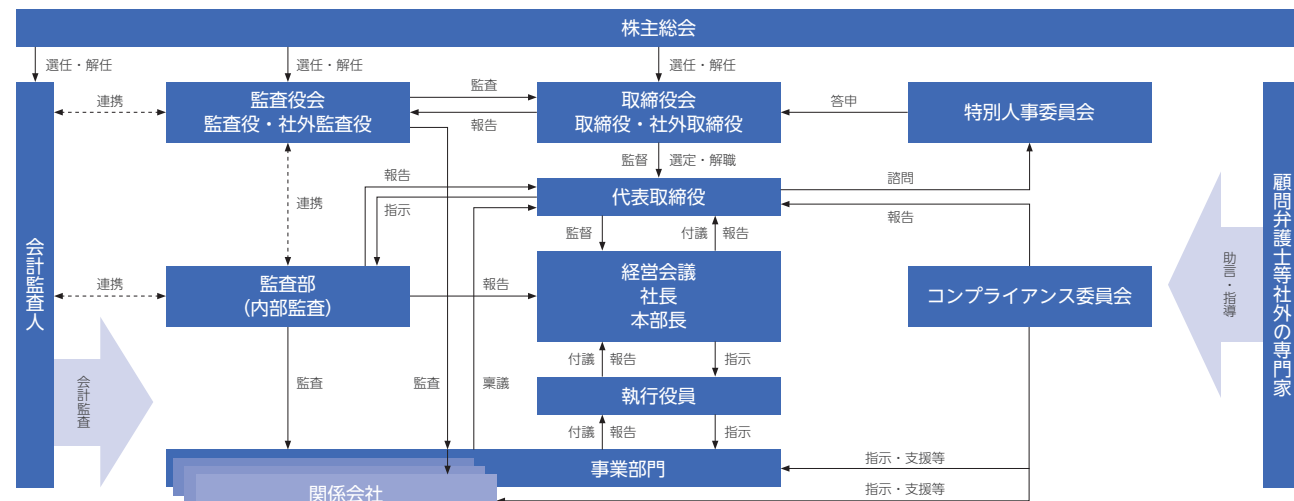 株主総会
選任・解任
選任・解任
選任・解任
会計監査人
連携
監査役会
監査役・社外監査役
監査
報告
取締役会
取締役・社外取締役
答申
特別人事委員会
監督
選定・解職
連携
報告
指示
代表取締役
諮問
報告
監督
付議
報告
連携
監査部
（内部監査）
報告
経営会議
社長
本部長
コンプライアンス委員会
助言・指導
顧問弁護士等社外の専門家
会計監査
監査
監査
稟議
付議
報告
指示
執行役員
付議
報告
指示
事業部門
指示・支援等
関係会社
指示・支援等